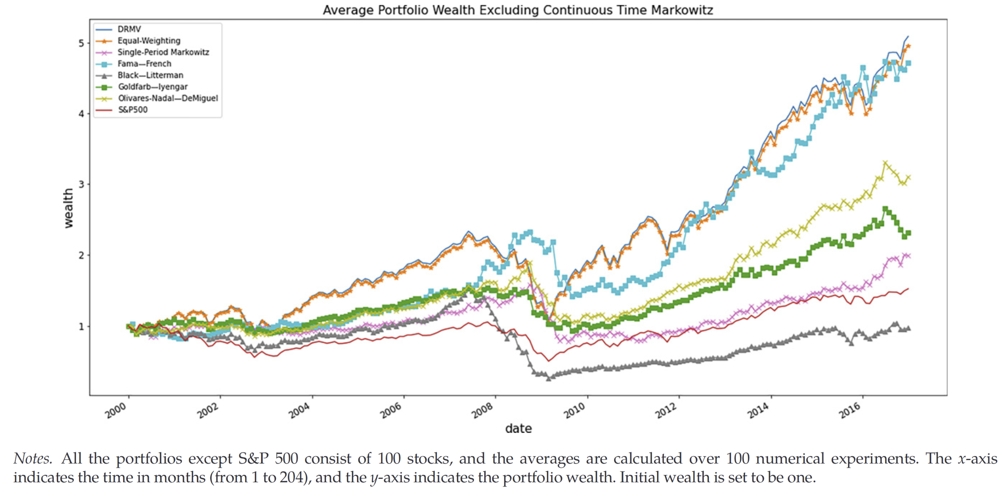 Average Portfolio Wealth Excluding Continuous Time Markowitz
DRMV
Equal-Weighting
Single-Period Markowitz
Fama—French
Black—Litterman
Goldfarb—Iyengar
Olivares-Nadal—DeMiguel
S&P500
5
4
3
2
1
wealth
2000
2002
2004
2006
2008
2010
2012
2014
2016
date
Notes. All the portfolios except S&P 500 consist of 100 stocks, and the averages are calculated over 100 numerical experiments. The x-axis
indicates the time in months (from 1 to 204), and the y-axis indicates the portfolio wealth. Initial wealth is set to be one.